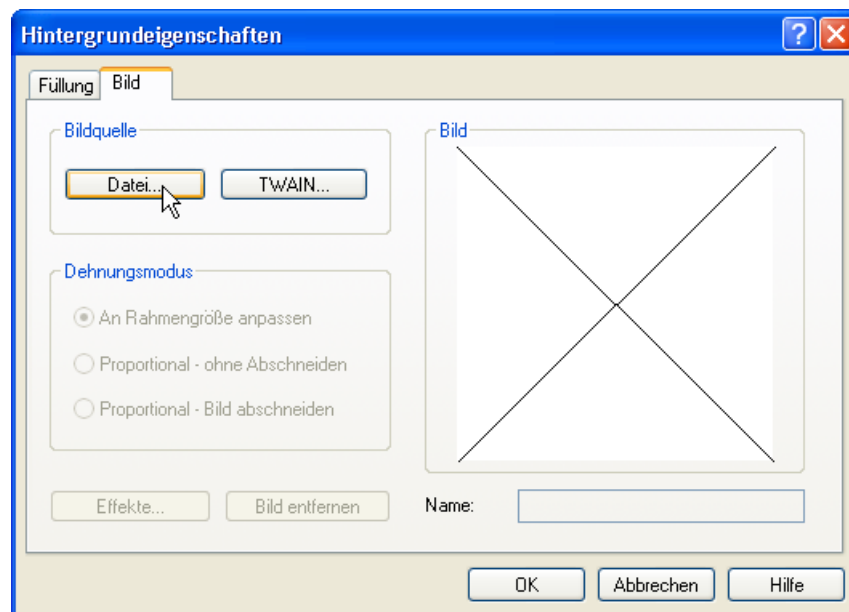 Hintergrundeigenschaften
Füllung
Bild
Bildquelle
Datei...
TWAIN...
Dehnungsmodus
An Rahmengröße anpassen
Proportional - ohne Abschneiden
Proportional - Bild abschneiden
Effekte...
Bild entfernen
Bild
Name:
OK
Abbrechen
Hilfe